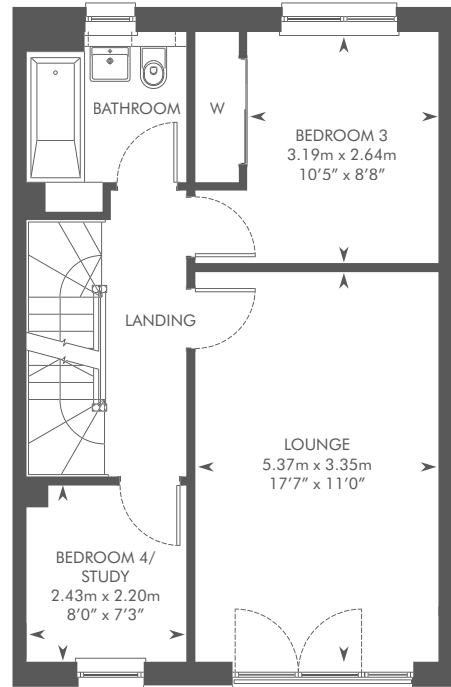 BATHROOM
W
BEDROOM 3
3.19m x 2.64m
10’5” x 8’8”
LANDING
LOUNGE
5.37m x 3.35m
17’7” x 11’0”
BEDROOM 4/
STUDY
2.43m x 2.20m
8’0” x 7’3”